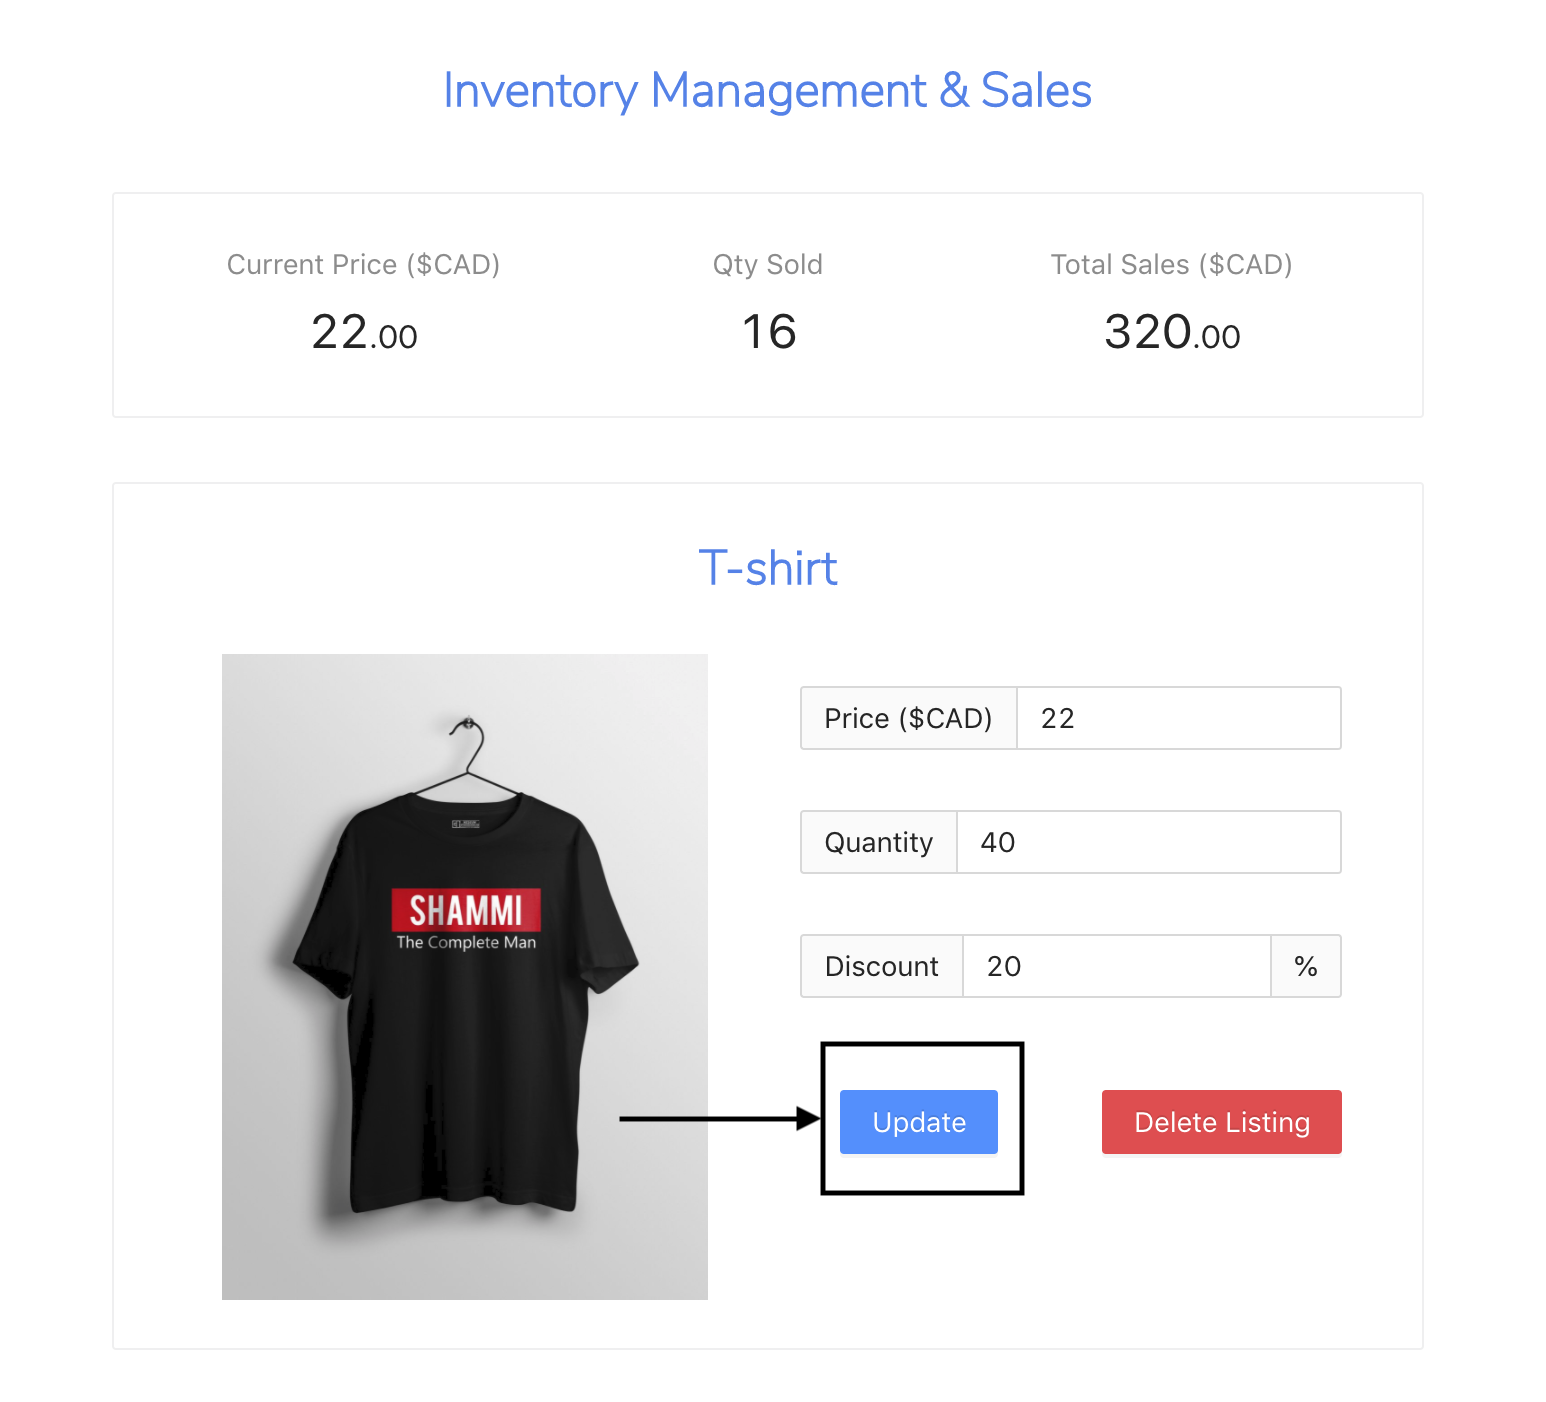 Inventory Management & Sales
Current Price ($CAD) Qty Sold Total Sales ($CAD)
22.00 16 320.00
T-shirt
SHAMMI
The Complete Man
Price ($CAD) 22
Quantity 40
Discount 20 %
Update Delete Listing